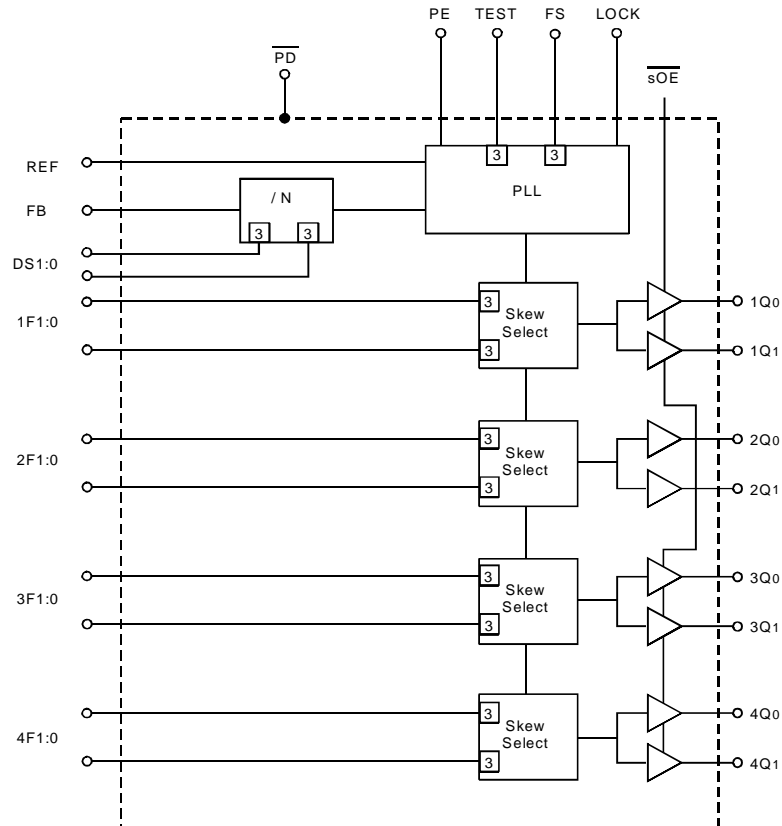 PE TEST FS LOCK
PD
sOE
REF
3 3
PLL
/ N
FB
3 3
DS1:0
1F1:0
3
Skew
Select
3
1Q0
1Q1
2F1:0
3
Skew
Select
3
2Q0
2Q1
3F1:0
3
Skew
Select
3
3Q0
3Q1
4F1:0
3
Skew
Select
3
4Q0
4Q1